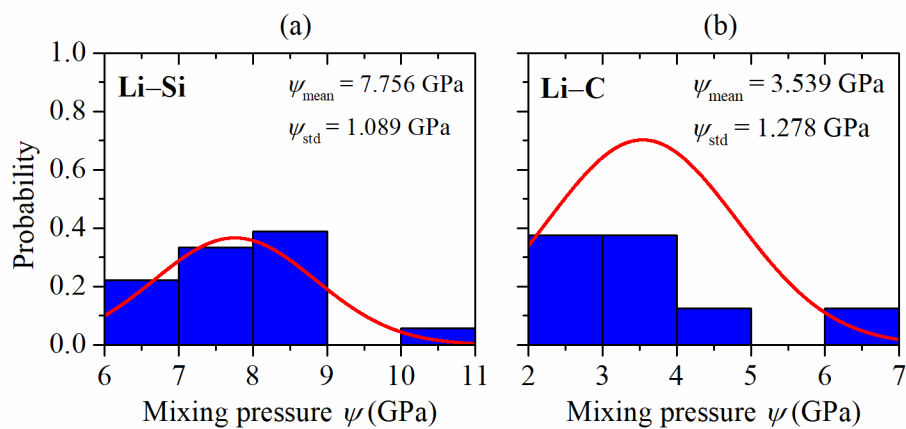 (a)
Li–Si
ψmean = 7.756 GPa
ψstd = 1.089 GPa
Probability
1.0
0.8
0.6
0.4
0.2
0.0
6 7 8 9 10 11
Mixing pressure ψ (GPa)
(b)
Li–C
ψmean = 3.539 GPa
ψstd = 1.278 GPa
2 3 4 5 6 7
Mixing pressure ψ (GPa)